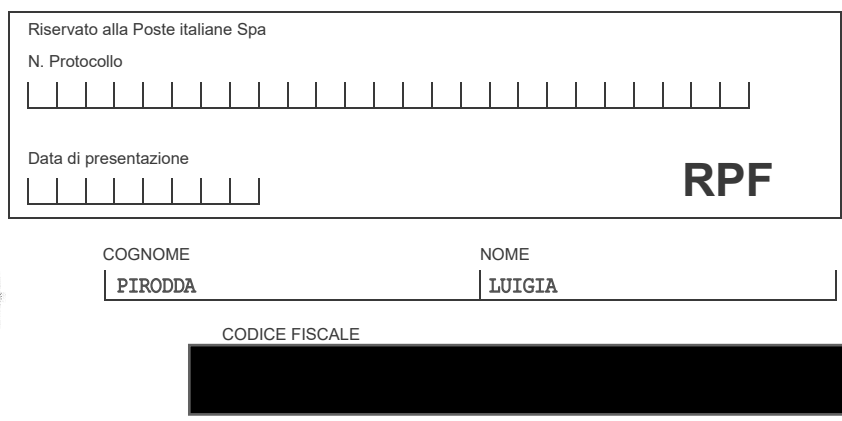 Riservato alla Poste italiane Spa
N. Protocollo
Data di presentazione
RPF
COGNOME NOME
PIRODDA LUIGIA
CODICE FISCALE